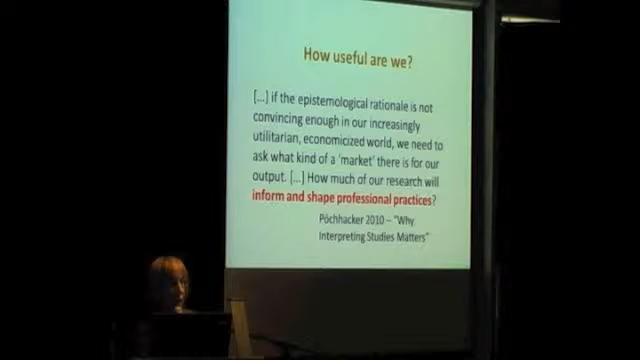 How useful are we?
[...] if the epistemological rationale is not
convincing enough in our increasingly
utilitarian, economicized world, we need to
ask what kind of a 'market' there is for our
output. [...] How much of our research will
inform and shape professional practices?
Pöchhacker 2010 – "Why
Interpreting Studies Matters"